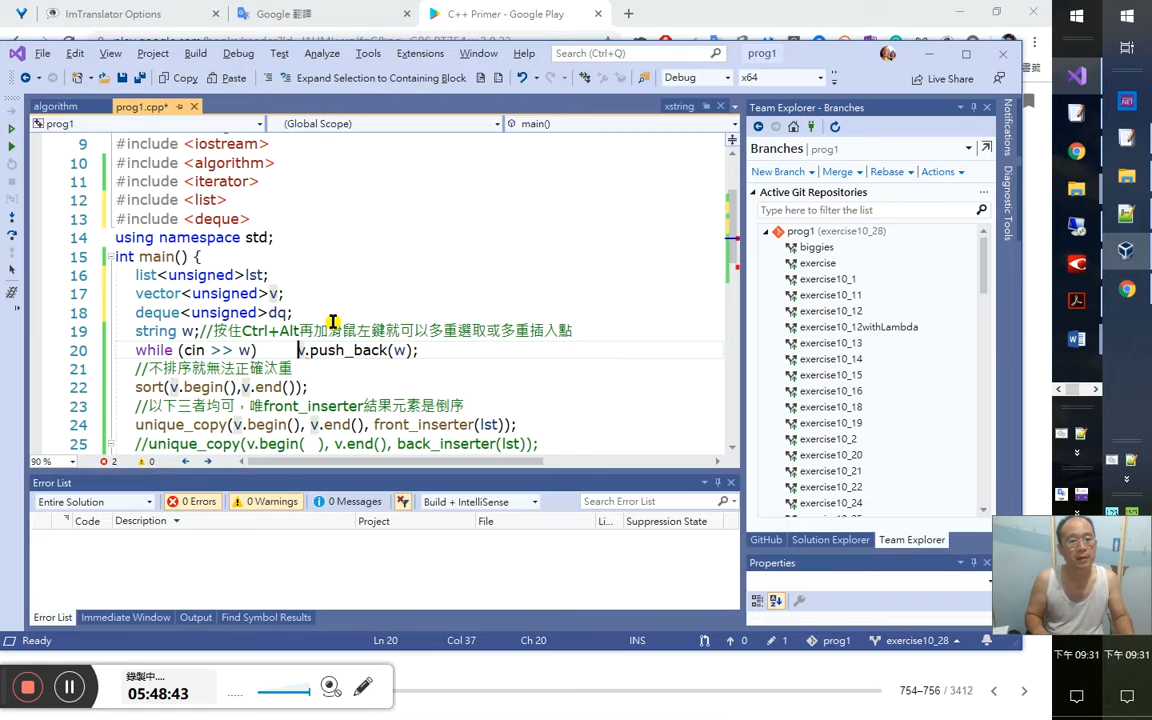 ImTranslator Options
Google 翻譯
C++ Primer - Google Play
File Edit View Project Build Debug Test Analyze Tools Extensions Window Help
Search (Ctrl+Q)
prog1
Copy Paste Expand Selection to Containing Block
Debug x64
Live Share
algorithm prog1.cpp* xstring
prog1 (Global Scope) main()
9 #include <iostream>
10 #include <algorithm>
11 #include <iterator>
12 #include <list>
13 #include <deque>
14 using namespace std;
15 int main() {
16 list<unsigned>lst;
17 vector<unsigned>v;
18 deque<unsigned>dq;
19 string w;//按住Ctrl+Alt再加滑鼠左鍵就可以多重選取或多重插入點
20 while (cin >> w) v.push_back(w);
21 //不排序就無法正確汰重
22 sort(v.begin(),v.end());
23 //以下三者均可，唯front_inserter結果元素是倒序
24 unique_copy(v.begin(), v.end(), front_inserter(lst));
25 //unique_copy(v.begin( ), v.end(), back_inserter(lst));
90 % 2 0
Error List
Entire Solution 0 Errors 0 Warnings 0 Messages Build + IntelliSense Search Error List
Code Description Project File Li... Suppression State
Error List Immediate Window Output Find Symbol Results
Team Explorer - Branches
Branches prog1
New Branch Merge Rebase Actions
Active Git Repositories
Type here to filter the list
prog1 (exercise10_28)
biggies
exercise
exercise10_1
exercise10_11
exercise10_12
exercise10_12withLambda
exercise10_13
exercise10_14
exercise10_15
exercise10_16
exercise10_18
exercise10_19
exercise10_2
exercise10_20
exercise10_21
exercise10_22
exercise10_24
GitHub Solution Explorer Team Explorer
Properties
Notifications
Diagnostic Tools
Ready Ln 20 Col 37 Ch 20 INS 0 1 prog1 exercise10_28
錄製中....
05:48:43
754–756 / 3412
下午 09:31 下午 09:31